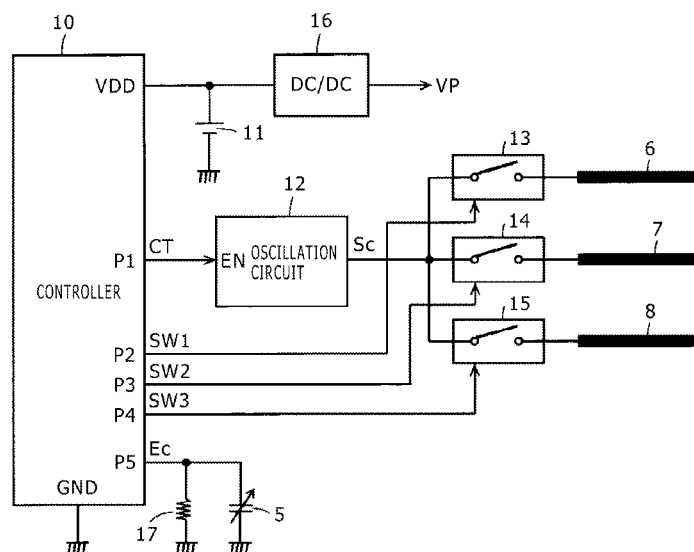 10
16
VDD
DC/DC
VP
11
13
6
12
14
7
P1
CT
EN
OSCILLATION
CIRCUIT
Sc
CONTROLLER
15
8
P2
SW1
P3
SW2
P4
SW3
P5
Ec
GND
17
5